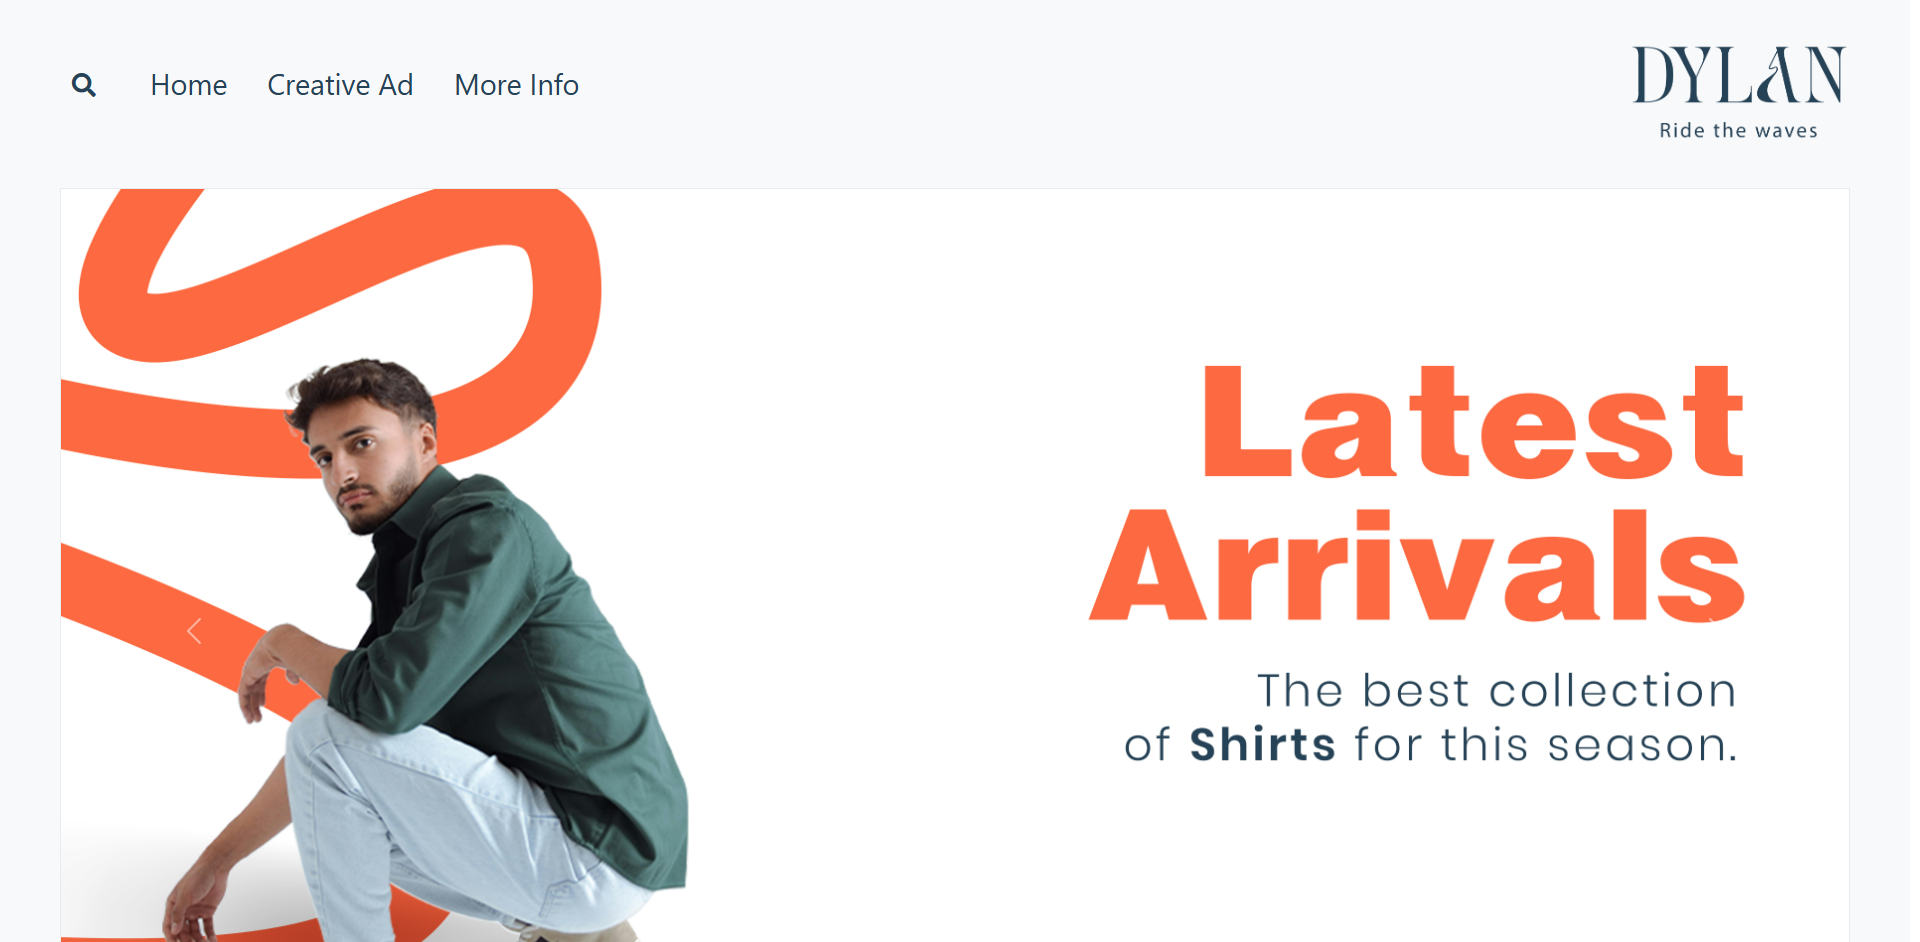 Home
Creative Ad
More Info
DYLAN
Ride the waves
Latest
Arrivals
The best collection
of Shirts for this season.